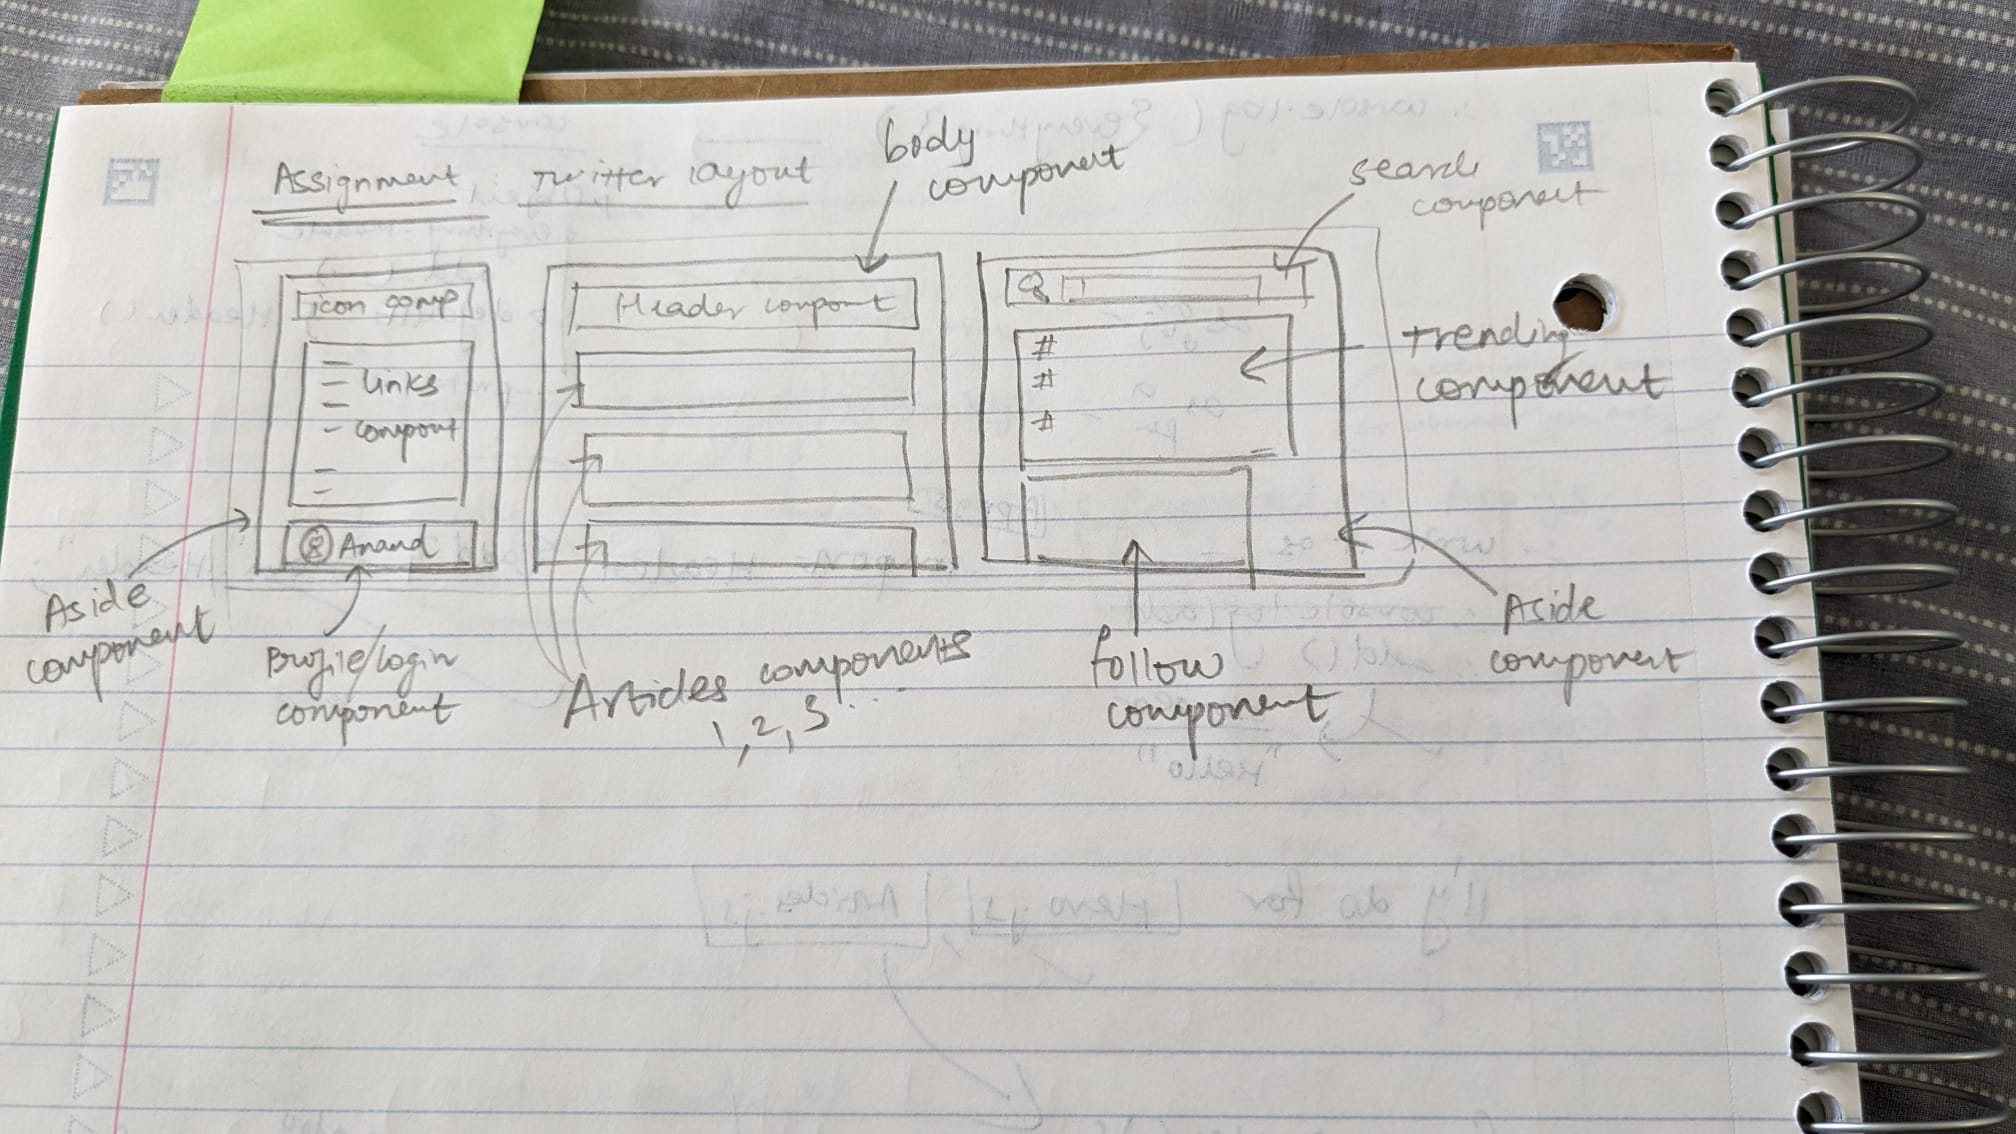 Assignment Twitter layout
body
component
search
component
icon comp
Header compont
Links
compont
#
#
#
Trending
component
Anand
Aside
component
Profile/login
component
Articles components
1, 2, 3 ...
follow
component
Aside
component